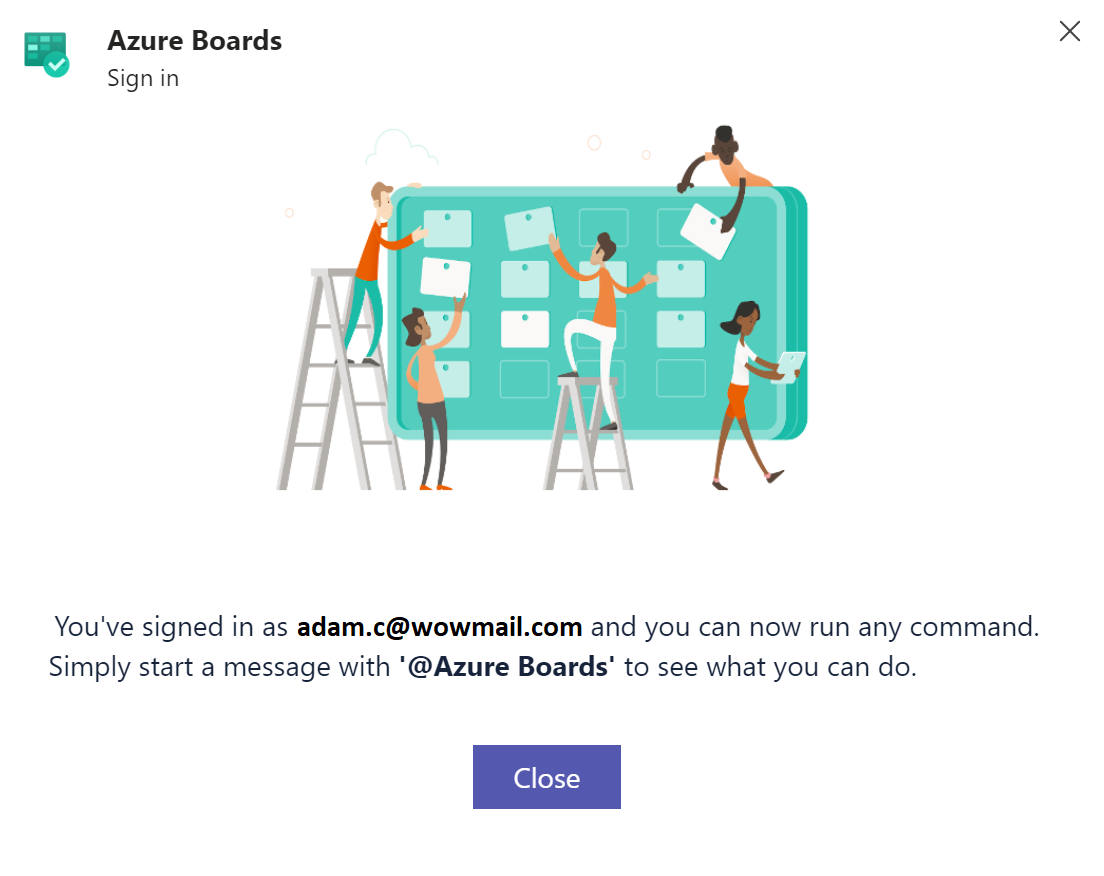 Azure Boards
Sign in
You've signed in as adam.c@wowmail.com and you can now run any command.
Simply start a message with '@Azure Boards' to see what you can do.
Close